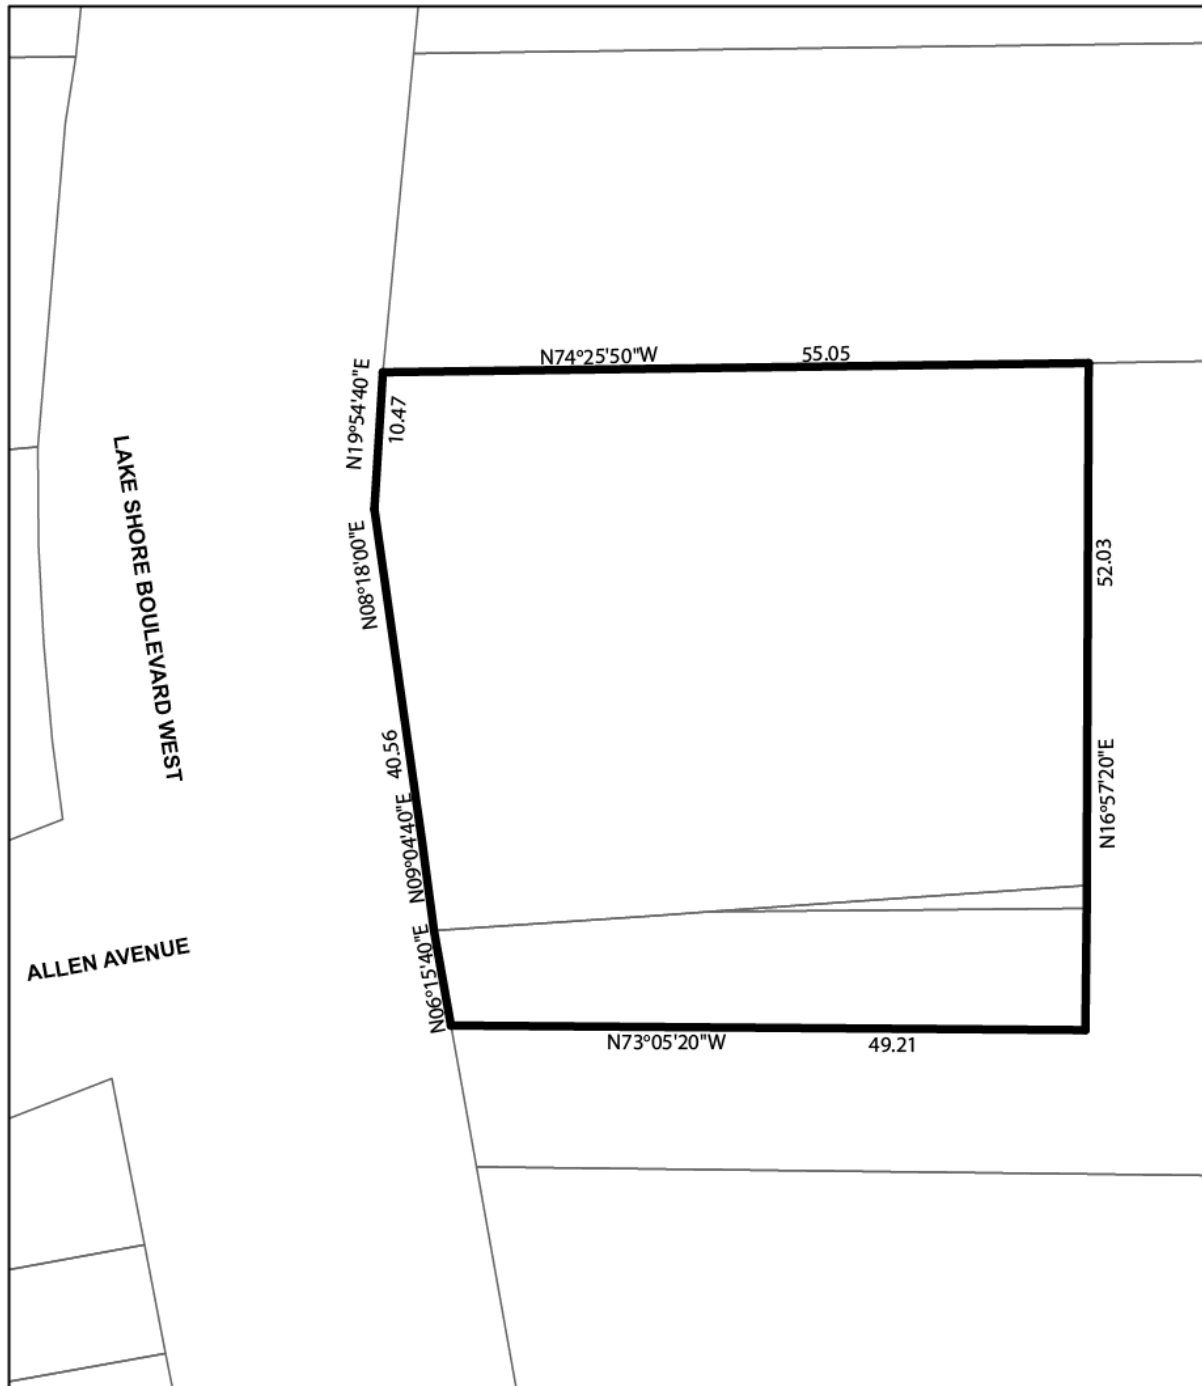 N74°25'50"W
55.05
N19°54'40"E
10.47
N08°18'00"E
LAKE SHORE BOULEVARD WEST
52.03
40.56
N16°57'20"E
N09°04'40"E
ALLEN AVENUE
N06°15'40"E
N73°05'20"W
49.21